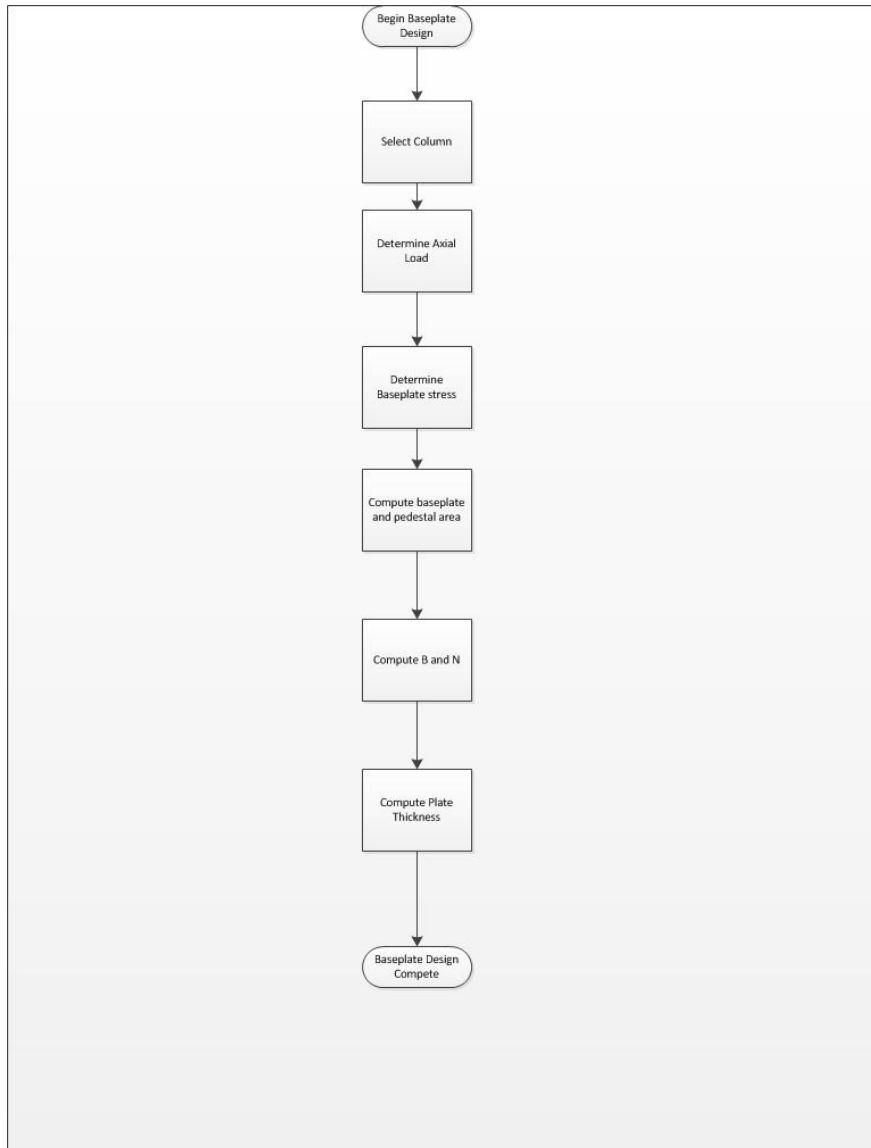 Begin Baseplate
Design
Select Column
Determine Axial
Load
Determine
Baseplate stress
Compute baseplate
and pedestal area
Compute B and N
Compute Plate
Thickness
Baseplate Design
Compete